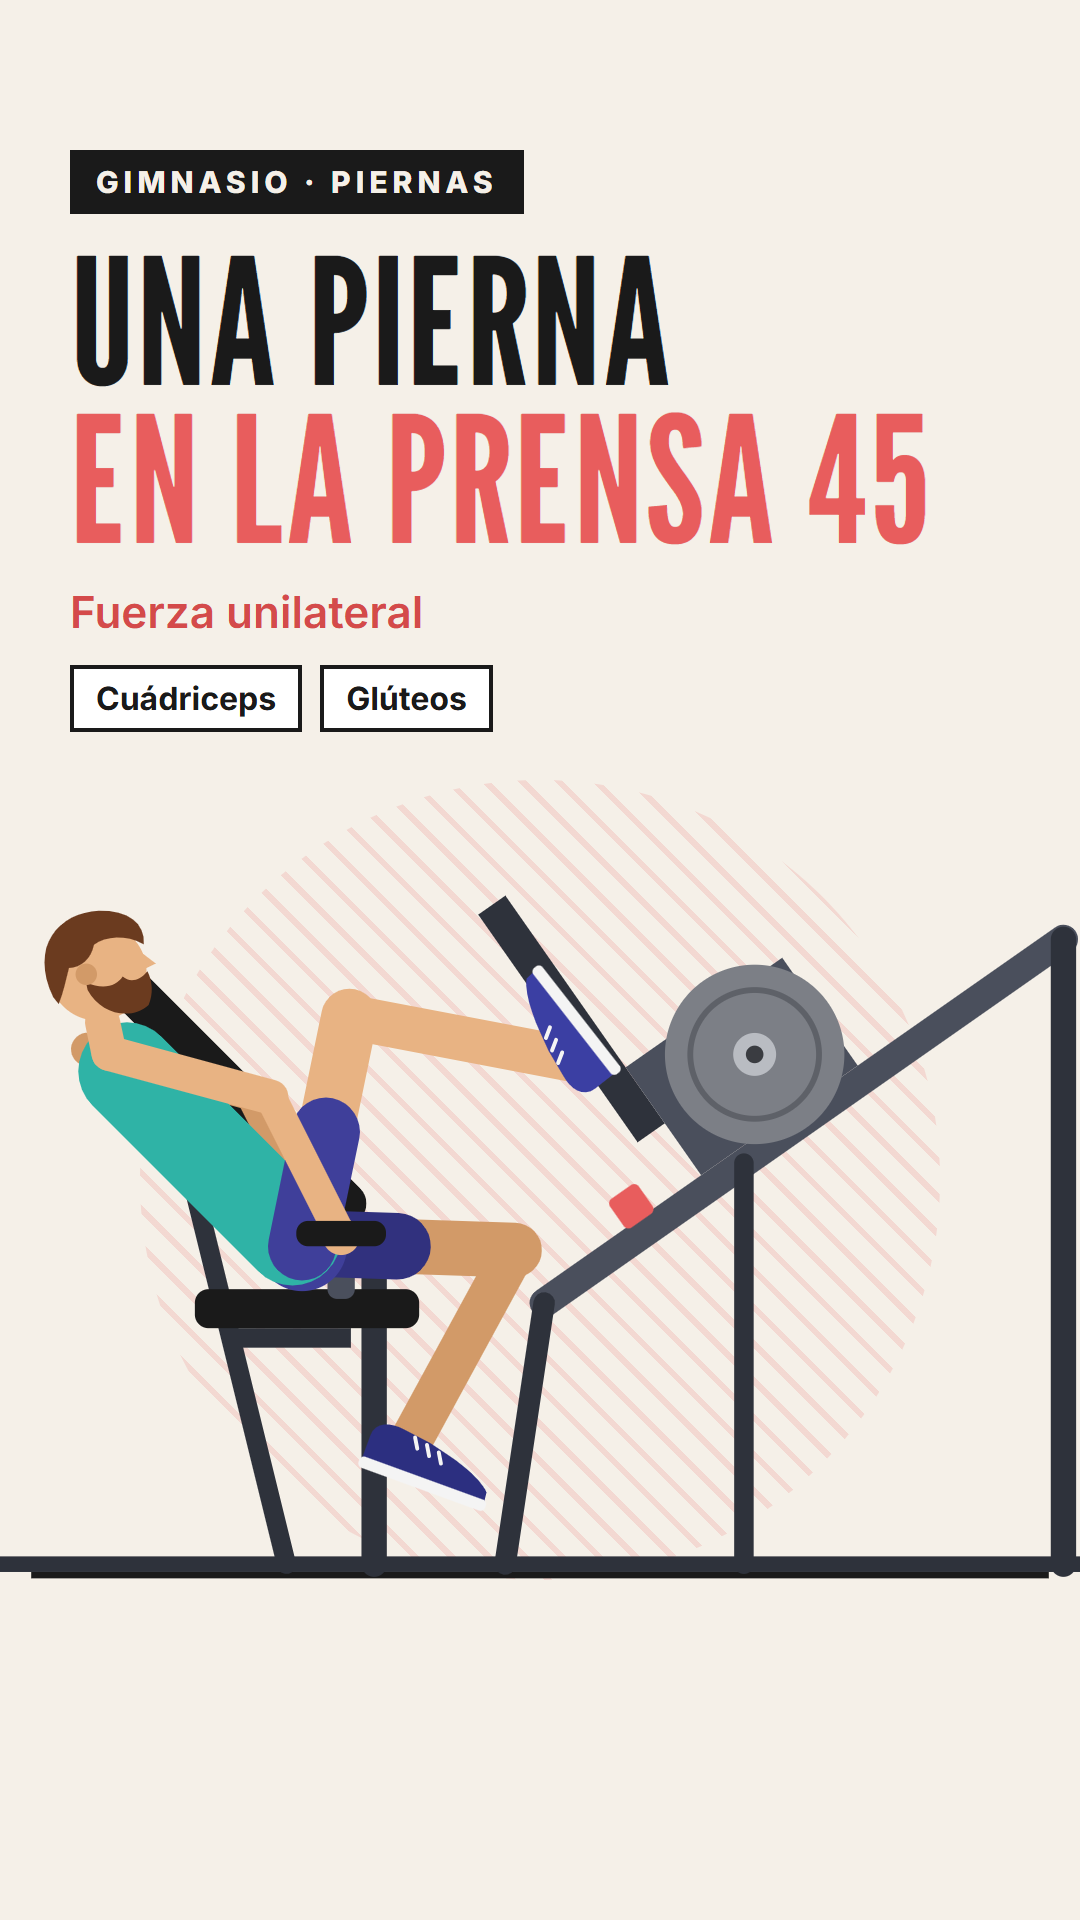 GIMNASIO · PIERNAS
UNA PIERNA
EN LA PRENSA 45
Fuerza unilateral
Cuádriceps
Glúteos